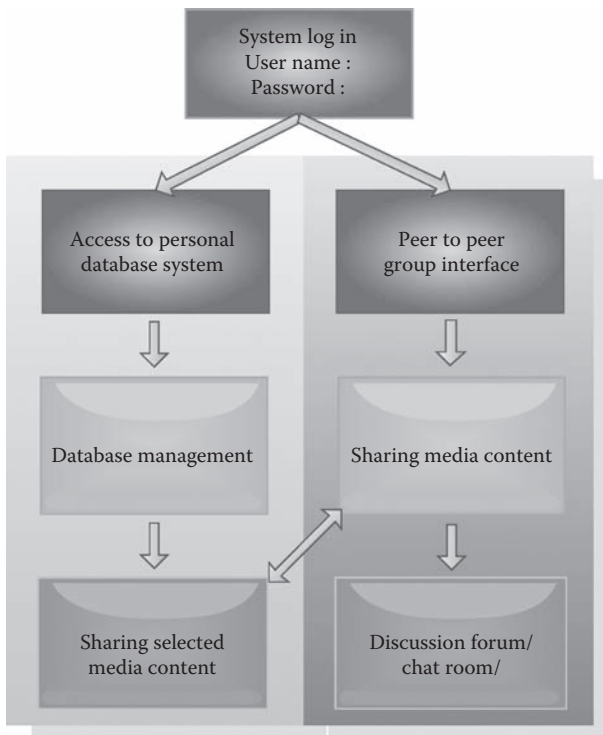 System log in
User name :
Password :
Access to personal
database system
Peer to peer
group interface
Database management
Sharing media content
Sharing selected
media content
Discussion forum/
chat room/